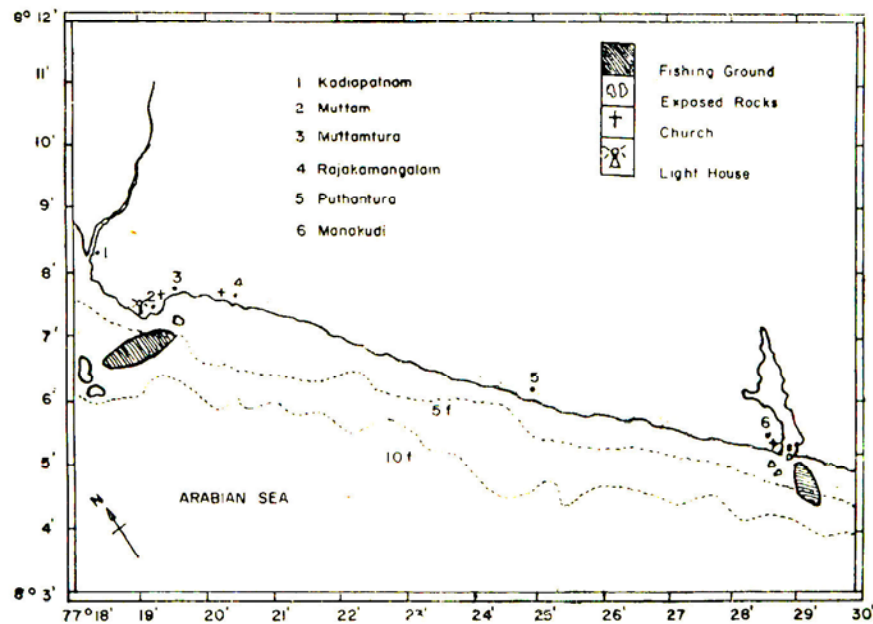 8° 12'
11'
10'
9'
8'
7'
6'
5'
4'
8° 3'
1 Kadiapatnam
2 Muttam
3 Muttamtura
4 Rajakamangalam
5 Puthantura
6 Manakudi
Fishing Ground
Exposed Rocks
Church
Light House
1
2
3
4
5
6
5 f
10 f
ARABIAN SEA
N
77° 18' 19' 20' 21' 22' 24' 25' 26' 27' 28' 29' 30'